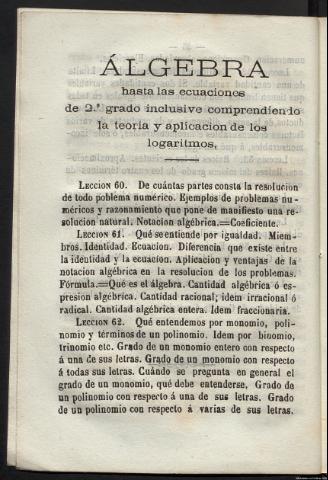 ÁLGEBRA
hasta las ecuaciones
de 2.º grado inclusive comprendiendo
la teoría y aplicacion de los
logaritmos.
LECCION 60. De cuántas partes consta la resolucion
de todo poblema numérico. Ejemplos de problemas nu-
méricos y razonamiento que pone de manifiesto una re-
solucion natural. Notacion algébrica.—Coeficiente.
LECCION 61. Qué se entiende por igualdad. Miem-
bros. Identidad. Ecuacion. Diferencia que existe entre
la identidad y la ecuacion. Aplicacion y ventajas de la
notacion algébrica en la resolucion de los problemas.
Fórmula.—Qué es el álgebra. Cantidad algébrica ó es-
presion algébrica. Cantidad racional; idem irracional ó
radical. Cantidad algébrica entera. Idem fraccionaria.
LECCION 62. Qué entendemos por monomio, poli-
nomio y términos de un polinomio. Idem por binomio,
trinomio etc. Grado de un monomio entero con respecto
á una de sus letras. Grado de un monomio con respecto
á todas sus letras. Cuándo se pregunta en general el
grado de un monomio, qué debe entenderse, Grado de
un polinomio con respecto á una de sus letras. Grado
de un polinomio con respecto á varias de sus letras.